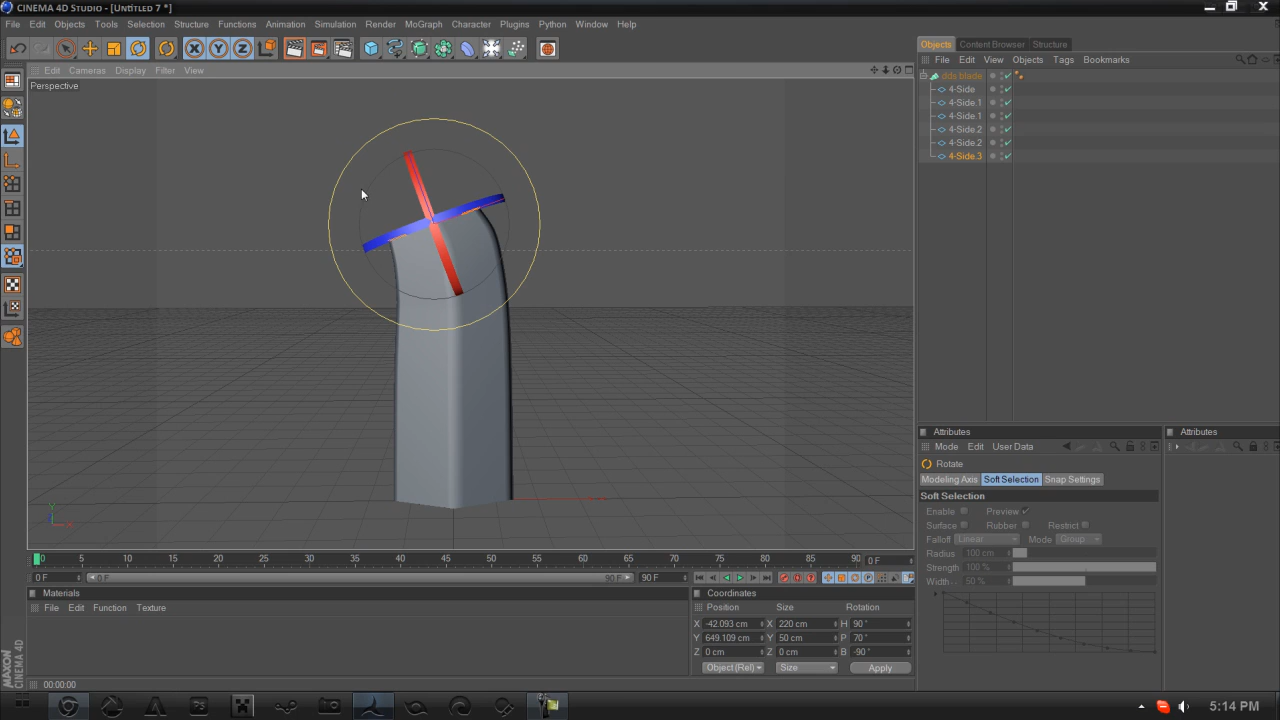 CINEMA 4D Studio - [Untitled 7 *]
File Edit Objects Tools Selection Structure Functions Animation Simulation Render MoGraph Character Plugins Python Window Help
X Y Z
Edit Cameras Display Filter View
Perspective
Y
Objects Content Browser Structure
File Edit View Objects Tags Bookmarks
dds blade
4-Side
4-Side.1
4-Side.1
4-Side.2
4-Side.2
4-Side.3
Attributes
Mode Edit User Data
Rotate
Modeling Axis Soft Selection Snap Settings
Soft Selection
Enable Preview
Surface Rubber Restrict
Falloff Linear Mode Group
Radius 100 cm
Strength 100 %
Width 50 %
Attributes
0 5 10 15 20 25 30 35 40 45 50 55 60 65 70 75 80 85 90 0 F
0 F 0 F 90 F 90 F
Materials
File Edit Function Texture
Coordinates
Position Size Rotation
X -42.093 cm X 220 cm H 90 °
Y 649.109 cm Y 50 cm P 70 °
Z 0 cm Z 0 cm B -90 °
Object (Rel) Size Apply
MAXON CINEMA 4D
00:00:00
Ps
5:14 PM